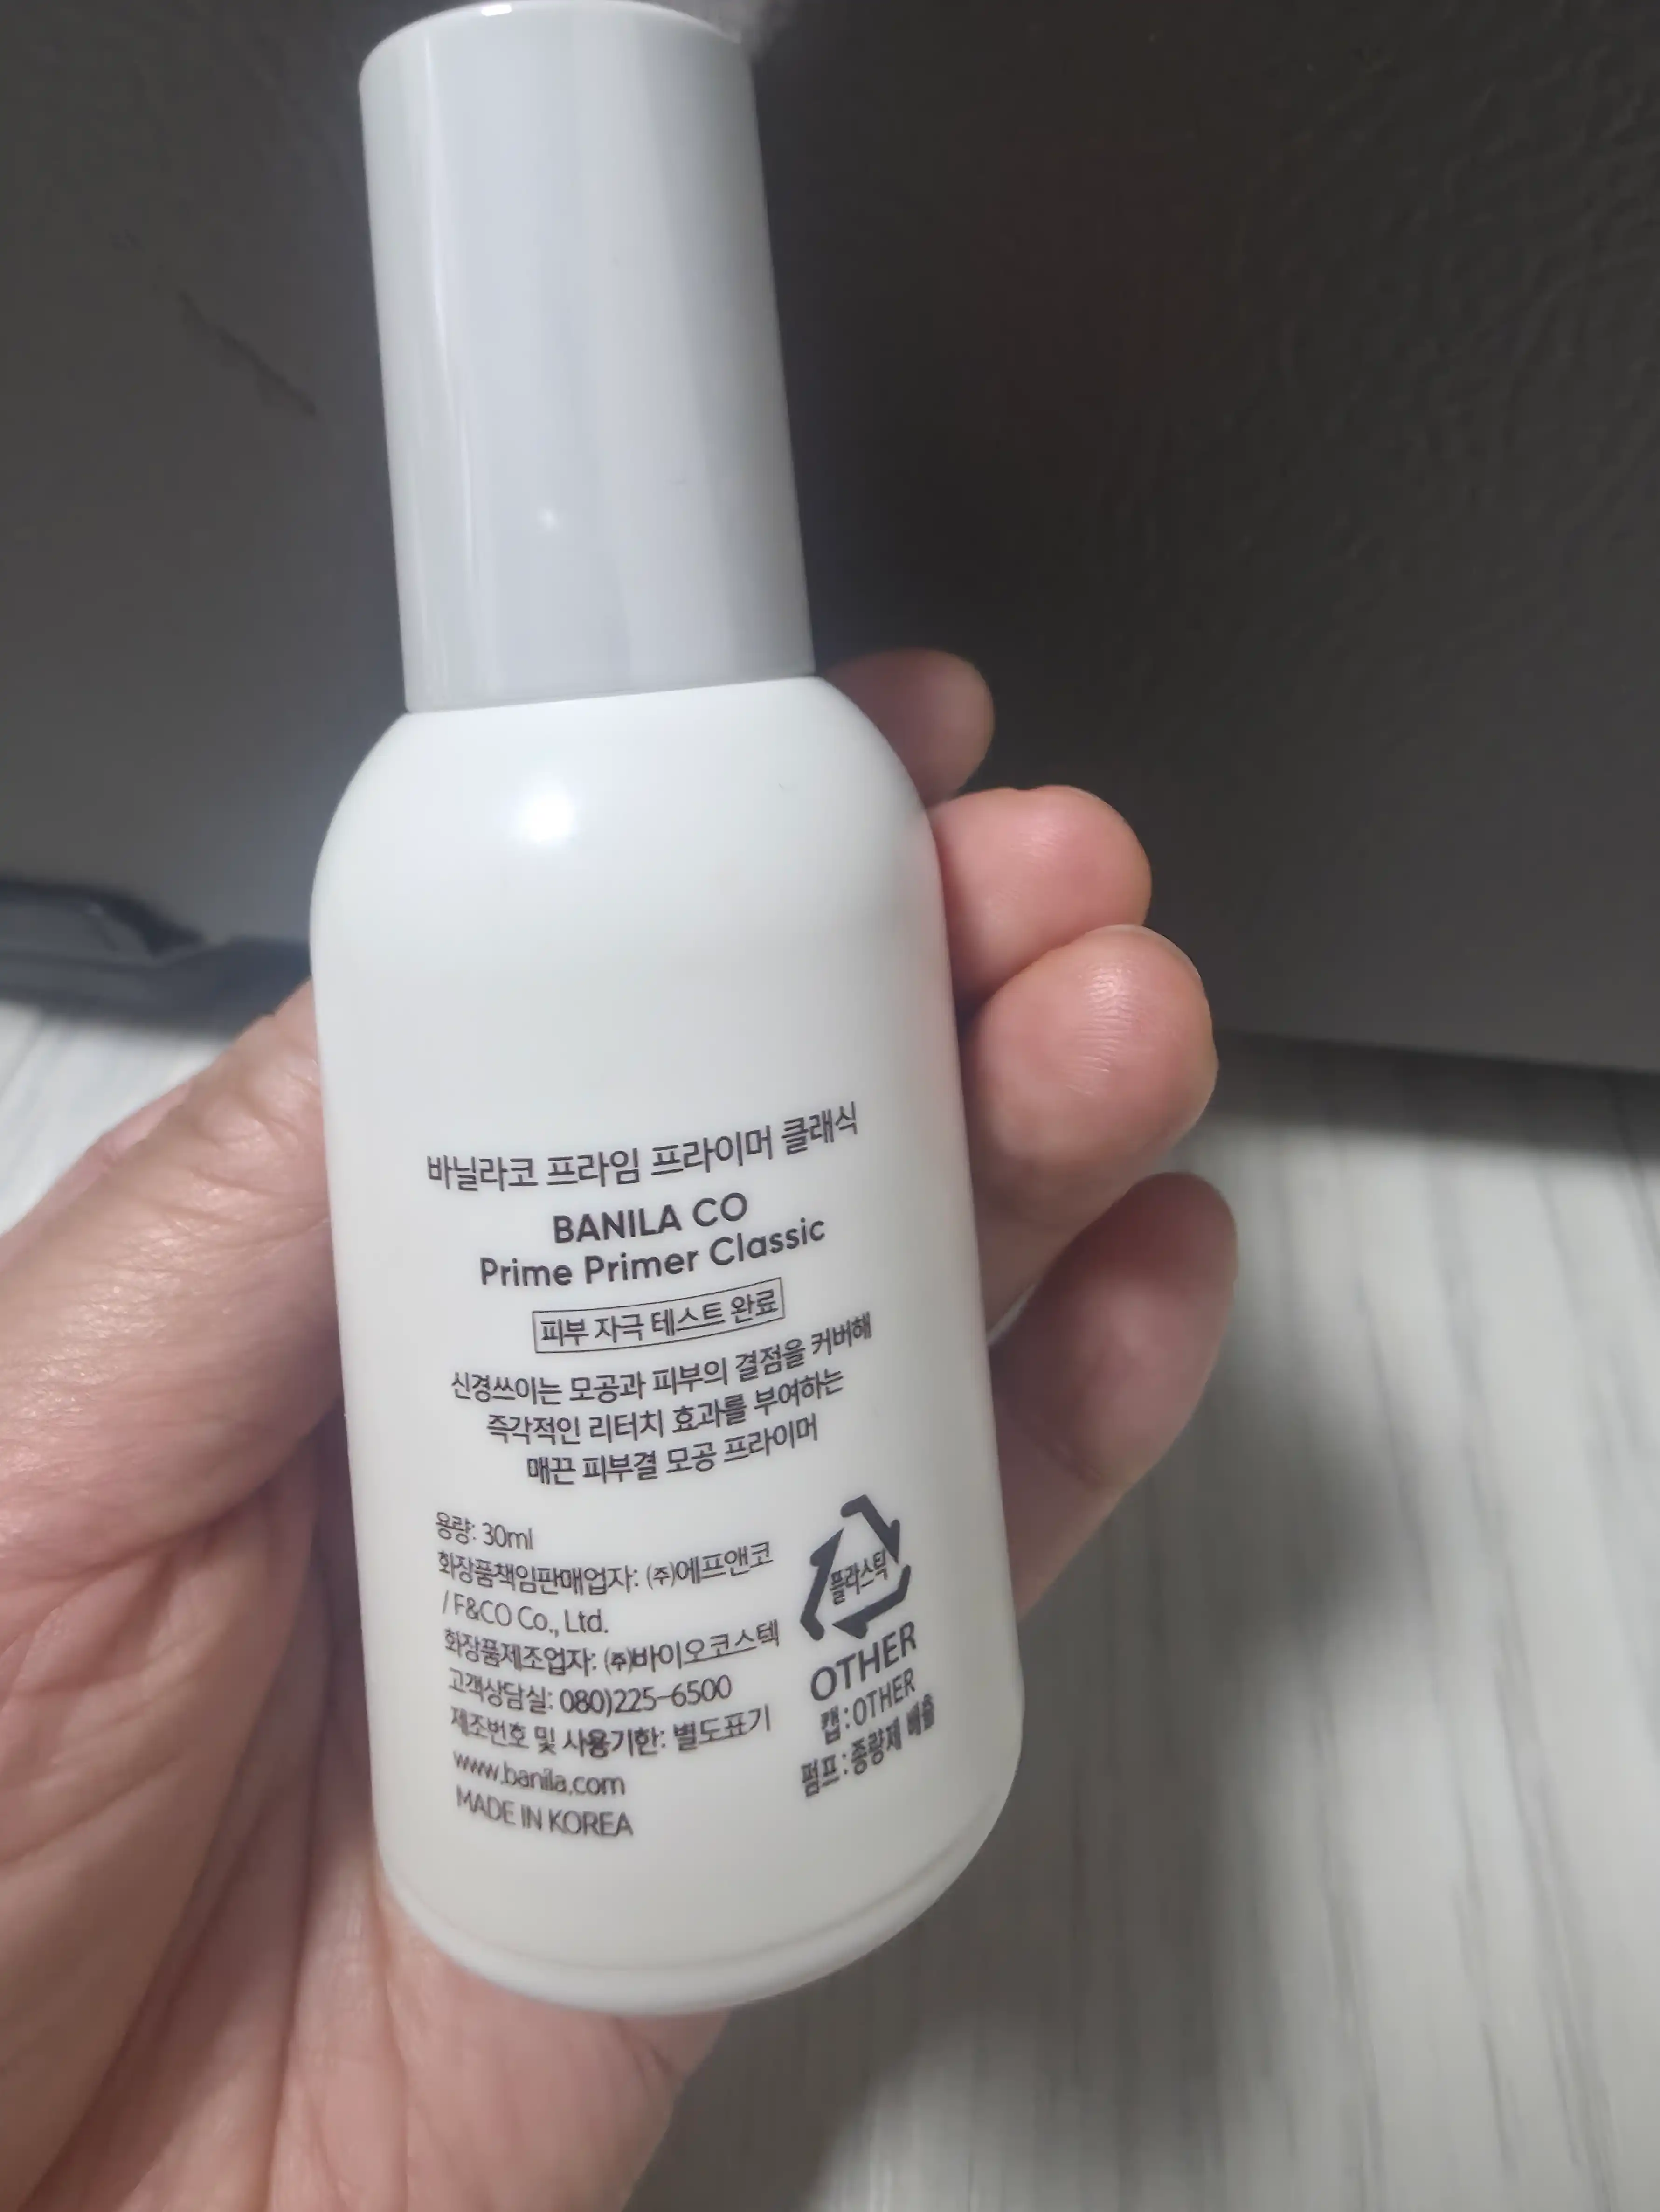 바닐라코 프라임 프라이머 클래식
BANILA CO
Prime Primer Classic
피부 자극 테스트 완료
신경쓰이는 모공과 피부의 결점을 커버해
즉각적인 리터치 효과를 부여하는
매끈 피부결 모공 프라이머
용량: 30ml
화장품책임판매업자: (주)에프앤코
/ F&CO Co., Ltd.
화장품제조업자: (주)바이오코스텍
고객상담실: 080)225-6500
제조번호 및 사용기한: 별도표기
www.banila.com
MADE IN KOREA
플라스틱
OTHER
캡:OTHER
펌프:종량제 배출